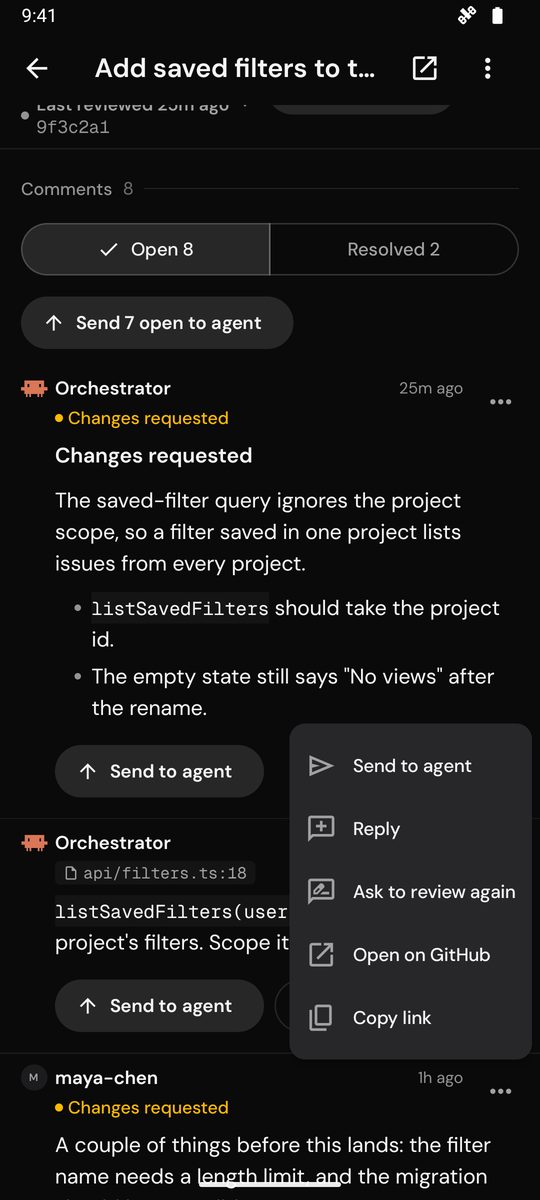 9:41
Add saved filters to t...
Last reviewed 25m ago
9f3c2a1
Comments 8
Open 8
Resolved 2
Send 7 open to agent
Orchestrator
25m ago
Changes requested
Changes requested
The saved-filter query ignores the project
scope, so a filter saved in one project lists
issues from every project.
listSavedFilters should take the project
id.
The empty state still says "No views" after
the rename.
Send to agent
Send to agent
Reply
Ask to review again
Open on GitHub
Copy link
Orchestrator
api/filters.ts:18
listSavedFilters(user
project's filters. Scope it
Send to agent
M
maya-chen
1h ago
Changes requested
A couple of things before this lands: the filter
name needs a length limit, and the migration